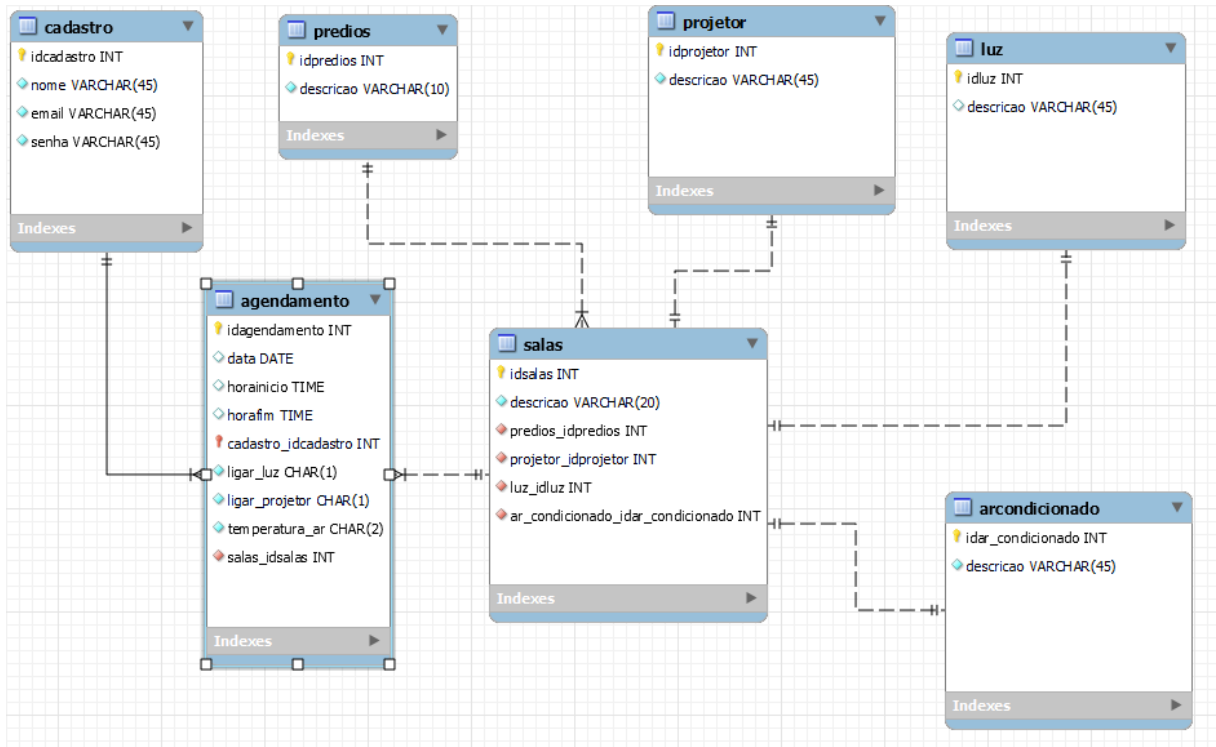 cadastro
idcadastro INT
nome VARCHAR(45)
email VARCHAR(45)
senha VARCHAR(45)
Indexes
predios
idpredios INT
descricao VARCHAR(10)
Indexes
projetor
idprojetor INT
descricao VARCHAR(45)
Indexes
luz
idluz INT
descricao VARCHAR(45)
Indexes
agendamento
idagendamento INT
data DATE
horainicio TIME
horafim TIME
cadastro_idcadastro INT
ligar_luz CHAR(1)
ligar_projetor CHAR(1)
temperatura_ar CHAR(2)
salas_idsalas INT
Indexes
salas
idsalas INT
descricao VARCHAR(20)
predios_idpredios INT
projetor_idprojetor INT
luz_idluz INT
ar_condicionado_idar_condicionado INT
Indexes
arcondicionado
idar_condicionado INT
descricao VARCHAR(45)
Indexes